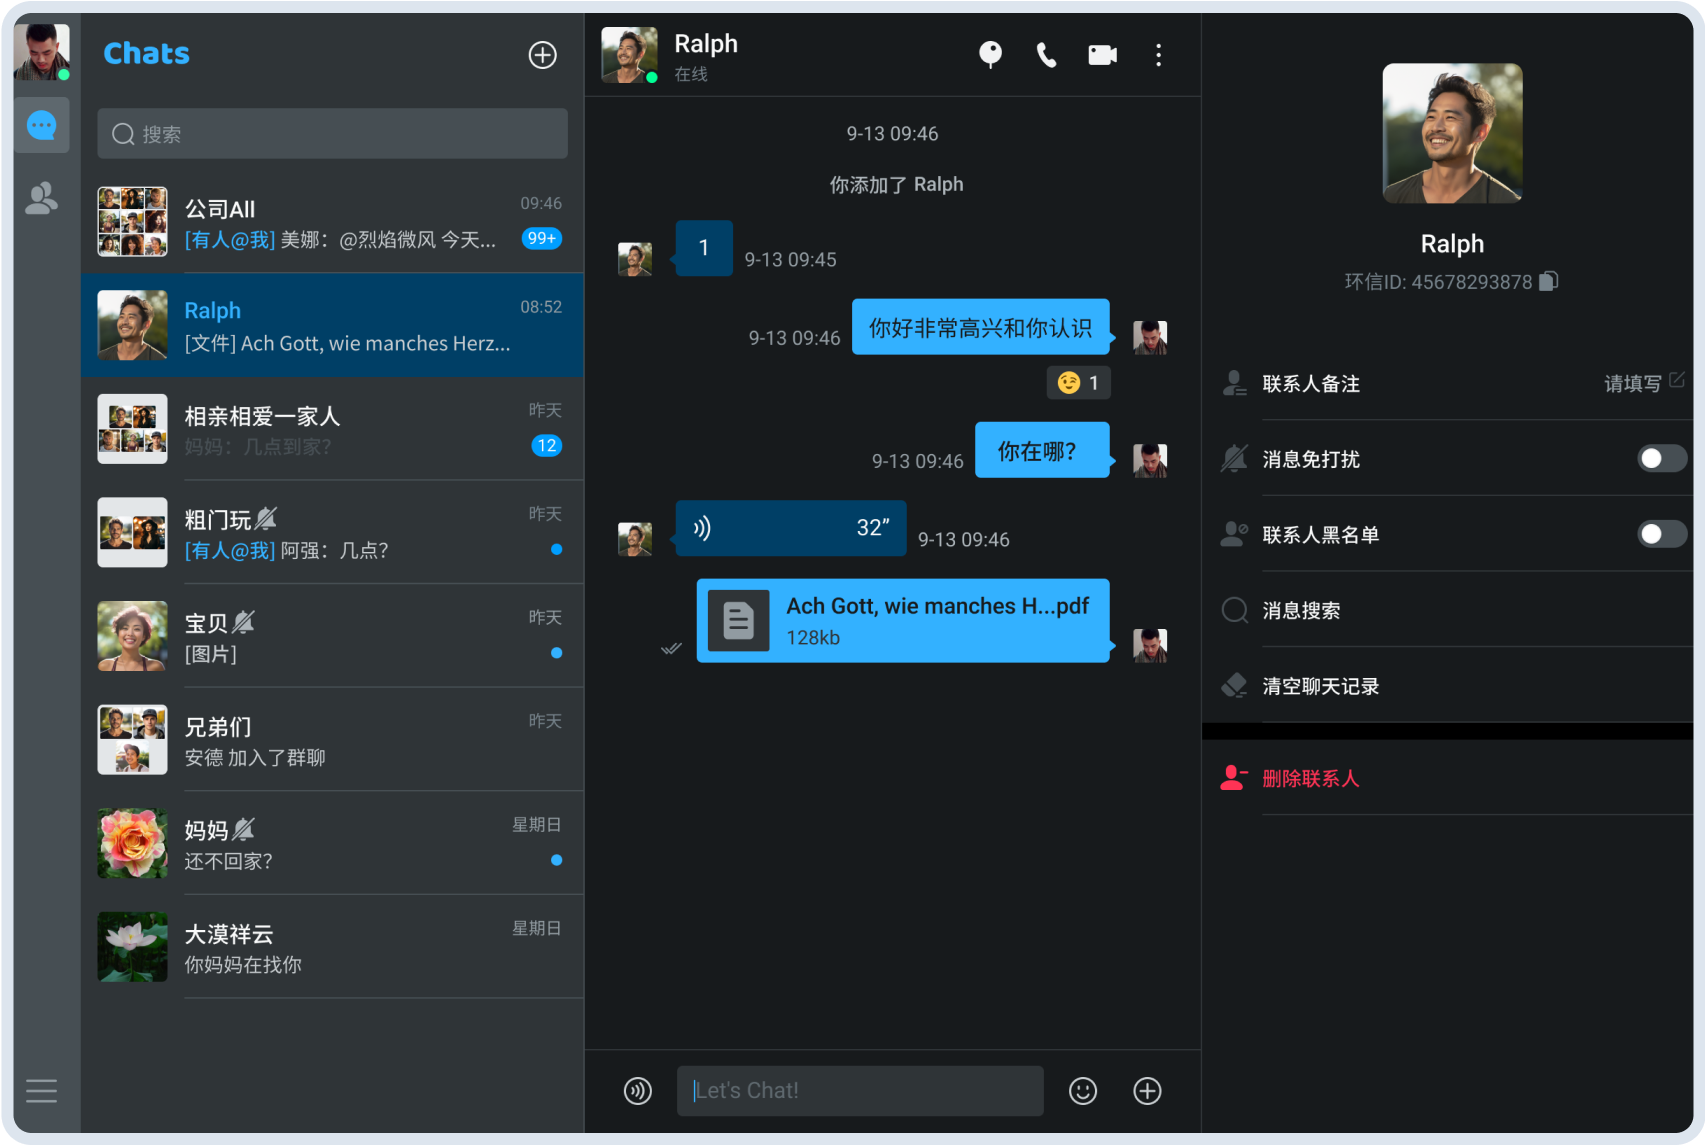 Chats
搜索
公司All
09:46
[有人@我] 美娜：@烈焰微风 今天...
99+
Ralph
08:52
[文件] Ach Gott, wie manches Herz...
相亲相爱一家人
昨天
妈妈：几点到家？
12
粗门玩
昨天
[有人@我] 阿强：几点？
宝贝
昨天
[图片]
兄弟们
昨天
安德 加入了群聊
妈妈
星期日
还不回家？
大漠祥云
星期日
你妈妈在找你
Ralph
在线
9-13 09:46
你添加了 Ralph
1
9-13 09:45
9-13 09:46
你好非常高兴和你认识
1
9-13 09:46
你在哪？
32”
9-13 09:46
Ach Gott, wie manches H...pdf
128kb
Let's Chat!
Ralph
环信ID: 45678293878
联系人备注
请填写
消息免打扰
联系人黑名单
消息搜索
清空聊天记录
删除联系人